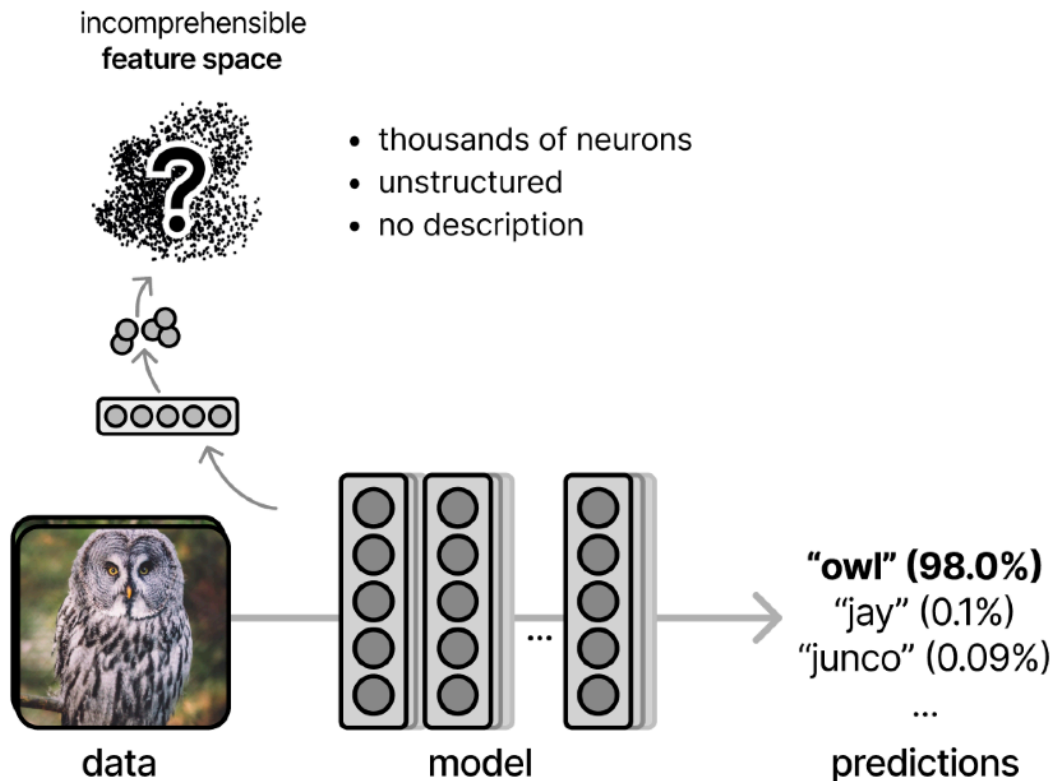 incomprehensible
feature space
?
• thousands of neurons
• unstructured
• no description
“owl” (98.0%)
“jay” (0.1%)
“junco” (0.09%)
...
...
data
model
predictions